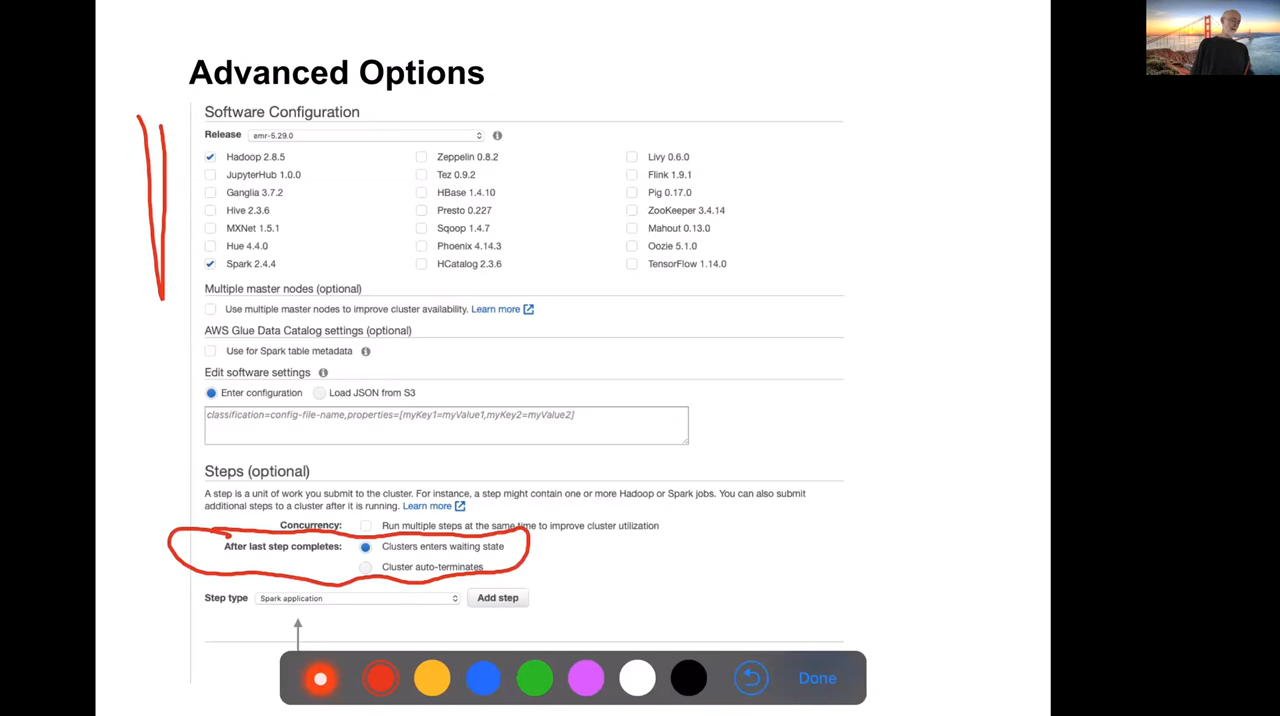 Advanced Options
Software Configuration
Release emr-5.29.0
Hadoop 2.8.5 Zeppelin 0.8.2 Livy 0.6.0
JupyterHub 1.0.0 Tez 0.9.2 Flink 1.9.1
Ganglia 3.7.2 HBase 1.4.10 Pig 0.17.0
Hive 2.3.6 Presto 0.227 ZooKeeper 3.4.14
MXNet 1.5.1 Sqoop 1.4.7 Mahout 0.13.0
Hue 4.4.0 Phoenix 4.14.3 Oozie 5.1.0
Spark 2.4.4 HCatalog 2.3.6 TensorFlow 1.14.0
Multiple master nodes (optional)
Use multiple master nodes to improve cluster availability. Learn more
AWS Glue Data Catalog settings (optional)
Use for Spark table metadata
Edit software settings
Enter configuration Load JSON from S3
classification=config-file-name,properties=[myKey1=myValue1,myKey2=myValue2]
Steps (optional)
A step is a unit of work you submit to the cluster. For instance, a step might contain one or more Hadoop or Spark jobs. You can also submit
additional steps to a cluster after it is running. Learn more
Concurrency: Run multiple steps at the same time to improve cluster utilization
After last step completes: Clusters enters waiting state
Cluster auto-terminates
Step type Spark application Add step
Done